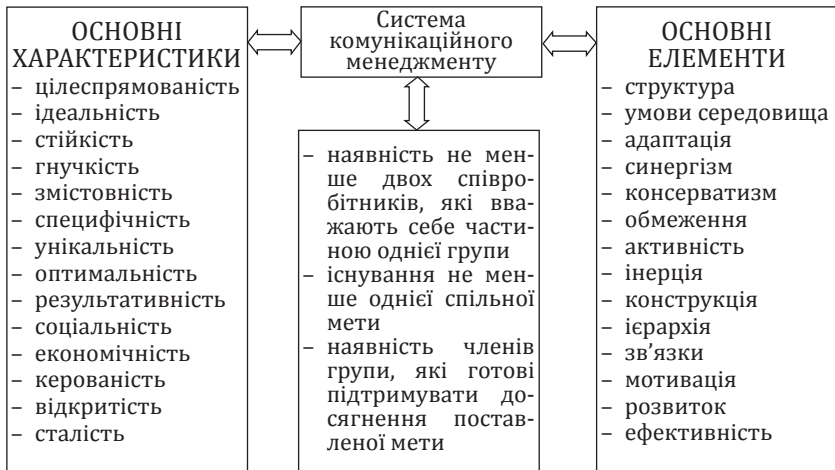 ОСНОВНІ
ХАРАКТЕРИСТИКИ
– цілеспрямованість
– ідеальність
– стійкість
– гнучкість
– змістовність
– специфічність
– унікальність
– оптимальність
– результативність
– соціальність
– економічність
– керованість
– відкритість
– сталість
Система
комунікаційного
менеджменту
– наявність не мен-
ше двох співро-
бітників, які вва-
жають себе части-
ною однієї групи
– існування не мен-
ше однієї спільної
мети
– наявність членів
групи, які готові
підтримувати до-
сягнення постав-
леної мети
ОСНОВНІ
ЕЛЕМЕНТИ
– структура
– умови середовища
– адаптація
– синергізм
– консерватизм
– обмеження
– активність
– інерція
– конструкція
– ієрархія
– зв’язки
– мотивація
– розвиток
– ефективність